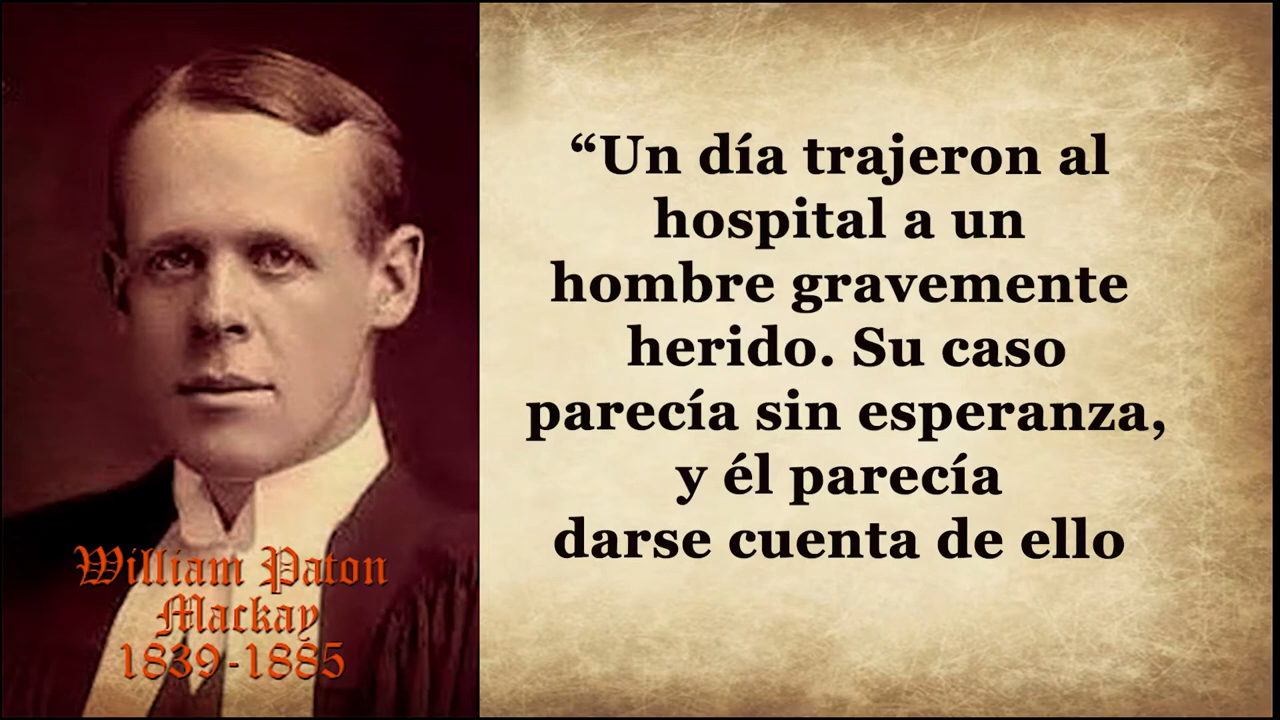 William Paton
Mackay
1839-1885
“Un día trajeron al
hospital a un
hombre gravemente
herido. Su caso
parecía sin esperanza,
y él parecía
darse cuenta de ello